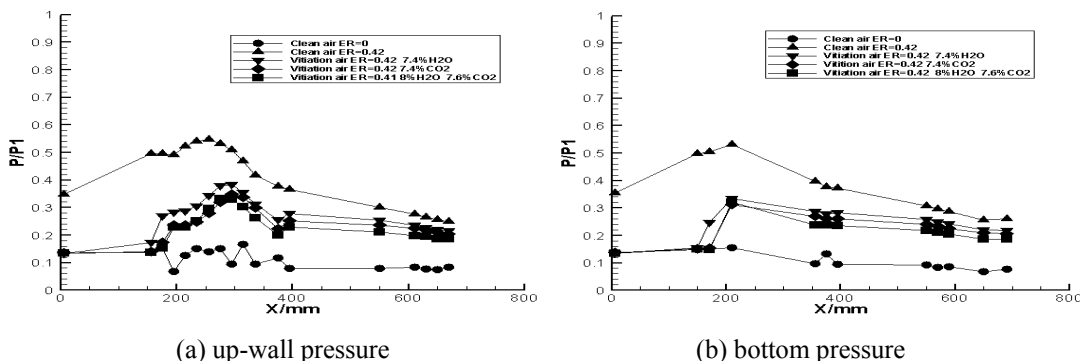 1
0.9
0.8
0.7
0.6
0.5
0.4
0.3
0.2
0.1
0
P/P1
0
200
400
600
800
X/mm
Clean air ER=0
Clean air ER=0.42
Vitiation air ER=0.42 7.4%H2O
Vitiation air ER=0.42 7.4%CO2
Vitiation air ER=0.41 8%H2O 7.6%CO2
(a) up-wall pressure
1
0.9
0.8
0.7
0.6
0.5
0.4
0.3
0.2
0.1
0
P/P1
0
200
400
600
800
X/mm
Clean air ER=0
Clean air ER=0.42
Vitiation air ER=0.42 7.4%H2O
Vitition air ER=0.42 7.4%CO2
Vitiation air ER=0.42 8%H2O 7.6%CO2
(b) bottom pressure